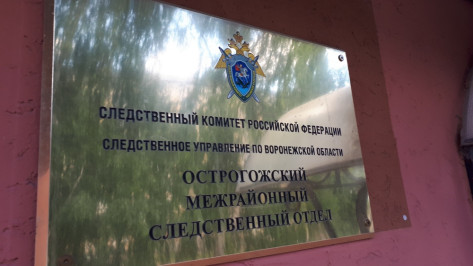 СЛЕДСТВЕННЫЙ КОМИТЕТ РОССИЙСКОЙ ФЕДЕРАЦИИ
СЛЕДСТВЕННОЕ УПРАВЛЕНИЕ ПО ВОРОНЕЖСКОЙ ОБЛАСТИ
ОСТРОГОЖСКИЙ
МЕЖРАЙОННЫЙ
СЛЕДСТВЕННЫЙ ОТДЕЛ